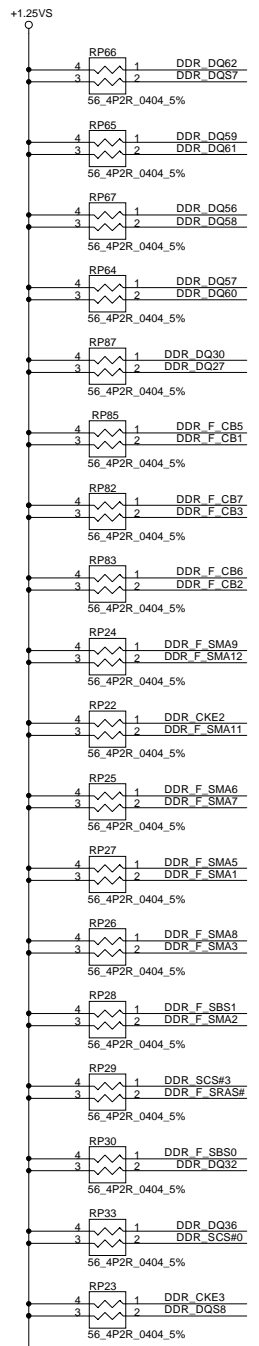 +1.25VS
RP66
4 1 DDR_DQ62
3 2 DDR_DQS7
56_4P2R_0404_5%
RP65
4 1 DDR_DQ59
3 2 DDR_DQ61
56_4P2R_0404_5%
RP67
4 1 DDR_DQ56
3 2 DDR_DQ58
56_4P2R_0404_5%
RP64
4 1 DDR_DQ57
3 2 DDR_DQ60
56_4P2R_0404_5%
RP87
4 1 DDR_DQ30
3 2 DDR_DQ27
56_4P2R_0404_5%
RP85
4 1 DDR_F_CB5
3 2 DDR_F_CB1
56_4P2R_0404_5%
RP82
4 1 DDR_F_CB7
3 2 DDR_F_CB3
56_4P2R_0404_5%
RP83
4 1 DDR_F_CB6
3 2 DDR_F_CB2
56_4P2R_0404_5%
RP24
4 1 DDR_F_SMA9
3 2 DDR_F_SMA12
56_4P2R_0404_5%
RP22
4 1 DDR_CKE2
3 2 DDR_F_SMA11
56_4P2R_0404_5%
RP25
4 1 DDR_F_SMA6
3 2 DDR_F_SMA7
56_4P2R_0404_5%
RP27
4 1 DDR_F_SMA5
3 2 DDR_F_SMA1
56_4P2R_0404_5%
RP26
4 1 DDR_F_SMA8
3 2 DDR_F_SMA3
56_4P2R_0404_5%
RP28
4 1 DDR_F_SBS1
3 2 DDR_F_SMA2
56_4P2R_0404_5%
RP29
4 1 DDR_SCS#3
3 2 DDR_F_SRAS#
56_4P2R_0404_5%
RP30
4 1 DDR_F_SBS0
3 2 DDR_DQ32
56_4P2R_0404_5%
RP33
4 1 DDR_DQ36
3 2 DDR_SCS#0
56_4P2R_0404_5%
RP23
4 1 DDR_CKE3
3 2 DDR_DQS8
56_4P2R_0404_5%